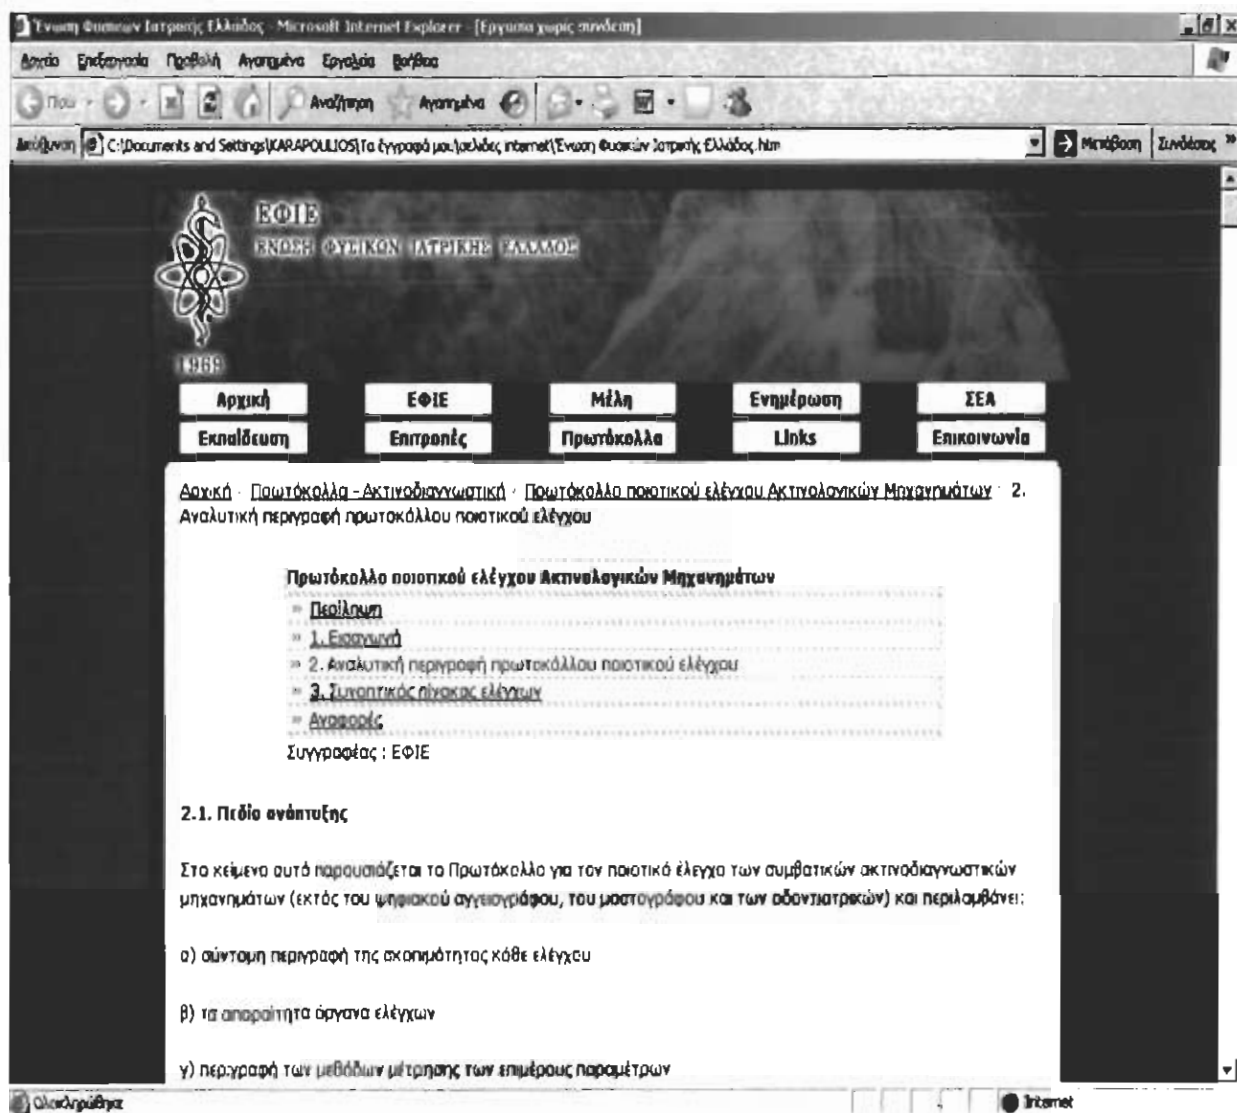 Ένωση Φυσικών Ιατρικής Ελλάδος - Microsoft Internet Explorer - [Εργασία χωρίς σύνδεση]
Αρχείο Επεξεργασία Προβολή Αγαπημένα Εργαλεία Βοήθεια
Πίσω Αναζήτηση Αγαπημένα
Διεύθυνση C:\Documents and Settings\KARAPOULIOS\Τα έγγραφά μου\σελιδες internet\Ένωση Φυσικών Ιατρικής Ελλάδος.htm Μετάβαση Συνδέσεις »
ΕΦΙΕ
ΕΝΩΣΗ ΦΥΣΙΚΩΝ ΙΑΤΡΙΚΗΣ ΕΛΛΑΔΟΣ
1969
Αρχική ΕΦΙΕ Μέλη Ενημέρωση ΣΕΑ
Εκπαίδευση Επιτροπές Πρωτόκολλα Links Επικοινωνία
Αρχική · Πρωτόκολλα - Ακτινοδιαγνωστική · Πρωτόκολλο ποιοτικού ελέγχου Ακτινολογικών Μηχανημάτων · 2.
Αναλυτική περιγραφή πρωτοκόλλου ποιοτικού ελέγχου
Πρωτόκολλο ποιοτικού ελέγχου Ακτινολογικών Μηχανημάτων
» Περίληψη
» 1. Εισαγωγή
» 2. Αναλυτική περιγραφή πρωτοκόλλου ποιοτικού ελέγχου
» 3. Συνοπτικός πίνακας ελέγχων
» Αναφορές
Συγγραφέας : ΕΦΙΕ
2.1. Πεδίο ανάπτυξης
Στο κείμενο αυτό παρουσιάζεται το Πρωτόκολλο για τον ποιοτικό έλεγχο των συμβατικών ακτινοδιαγνωστικών
μηχανημάτων (εκτός του ψηφιακού αγγειογράφου, του μαστογράφου και των οδοντιατρικών) και περιλαμβάνει:
α) σύντομη περιγραφή της σκοπιμότητας κάθε ελέγχου
β) τα απαραίτητα όργανα ελέγχων
γ) περιγραφή των μεθόδων μέτρησης των επιμέρους παραμέτρων
Ολοκληρώθηκε Internet